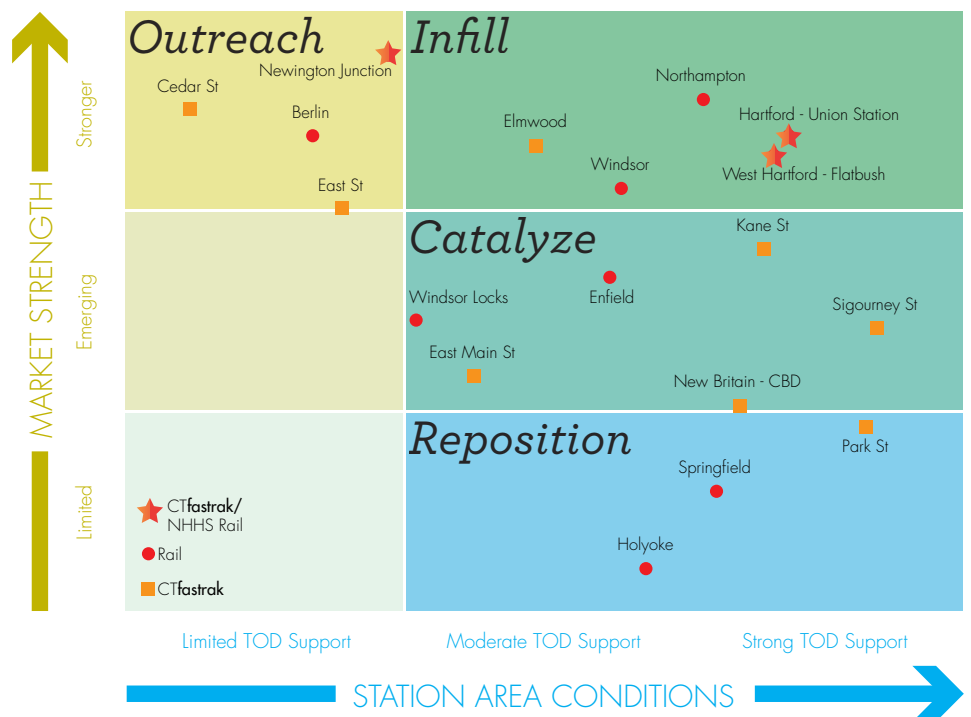 Outreach
Infill
Newington Junction
Cedar St
Berlin
East St
Northampton
Hartford - Union Station
Elmwood
Windsor
West Hartford - Flatbush
Catalyze
Kane St
Windsor Locks
Enfield
Sigourney St
East Main St
New Britain - CBD
Reposition
Park St
Springfield
Holyoke
CTfastrak/
NHHS Rail
Rail
CTfastrak
MARKET STRENGTH
Stronger
Emerging
Limited
Limited TOD Support
Moderate TOD Support
Strong TOD Support
STATION AREA CONDITIONS